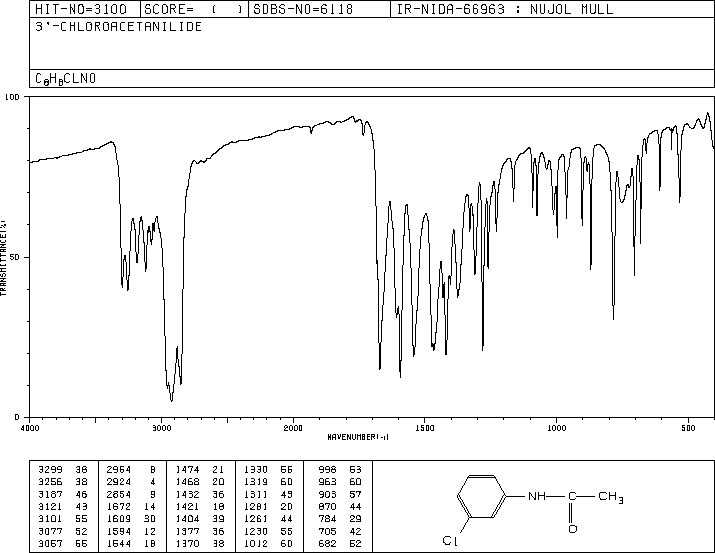 HIT-NO=3100 SCORE= ( ) SDBS-NO=6118 IR-NIDA-66963 : NUJOL MULL
3'-CHLOROACETANILIDE
C8H8CLNO
100
50
0
TRANSMITTANCE(%)
4000 3000 2000 1500 1000 500
WAVENUMBER(-1)
3299 36 2954 8 1474 21 1330 55 998 53
3256 38 2924 4 1468 20 1319 60 963 60
3187 46 2854 9 1432 36 1311 43 903 57
3121 43 1672 14 1421 18 1281 20 870 44
3101 55 1609 30 1404 39 1261 44 784 29
3077 52 1594 12 1377 36 1230 55 705 42
3057 55 1544 18 1370 38 1012 60 682 52
NH C CH3
Cl O